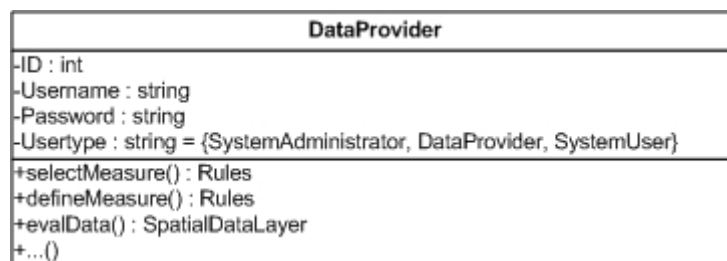 DataProvider
-ID : int
-Username : string
-Password : string
-Usertype : string = {SystemAdministrator, DataProvider, SystemUser}
+selectMeasure() : Rules
+defineMeasure() : Rules
+evalData() : SpatialDataLayer
+...()